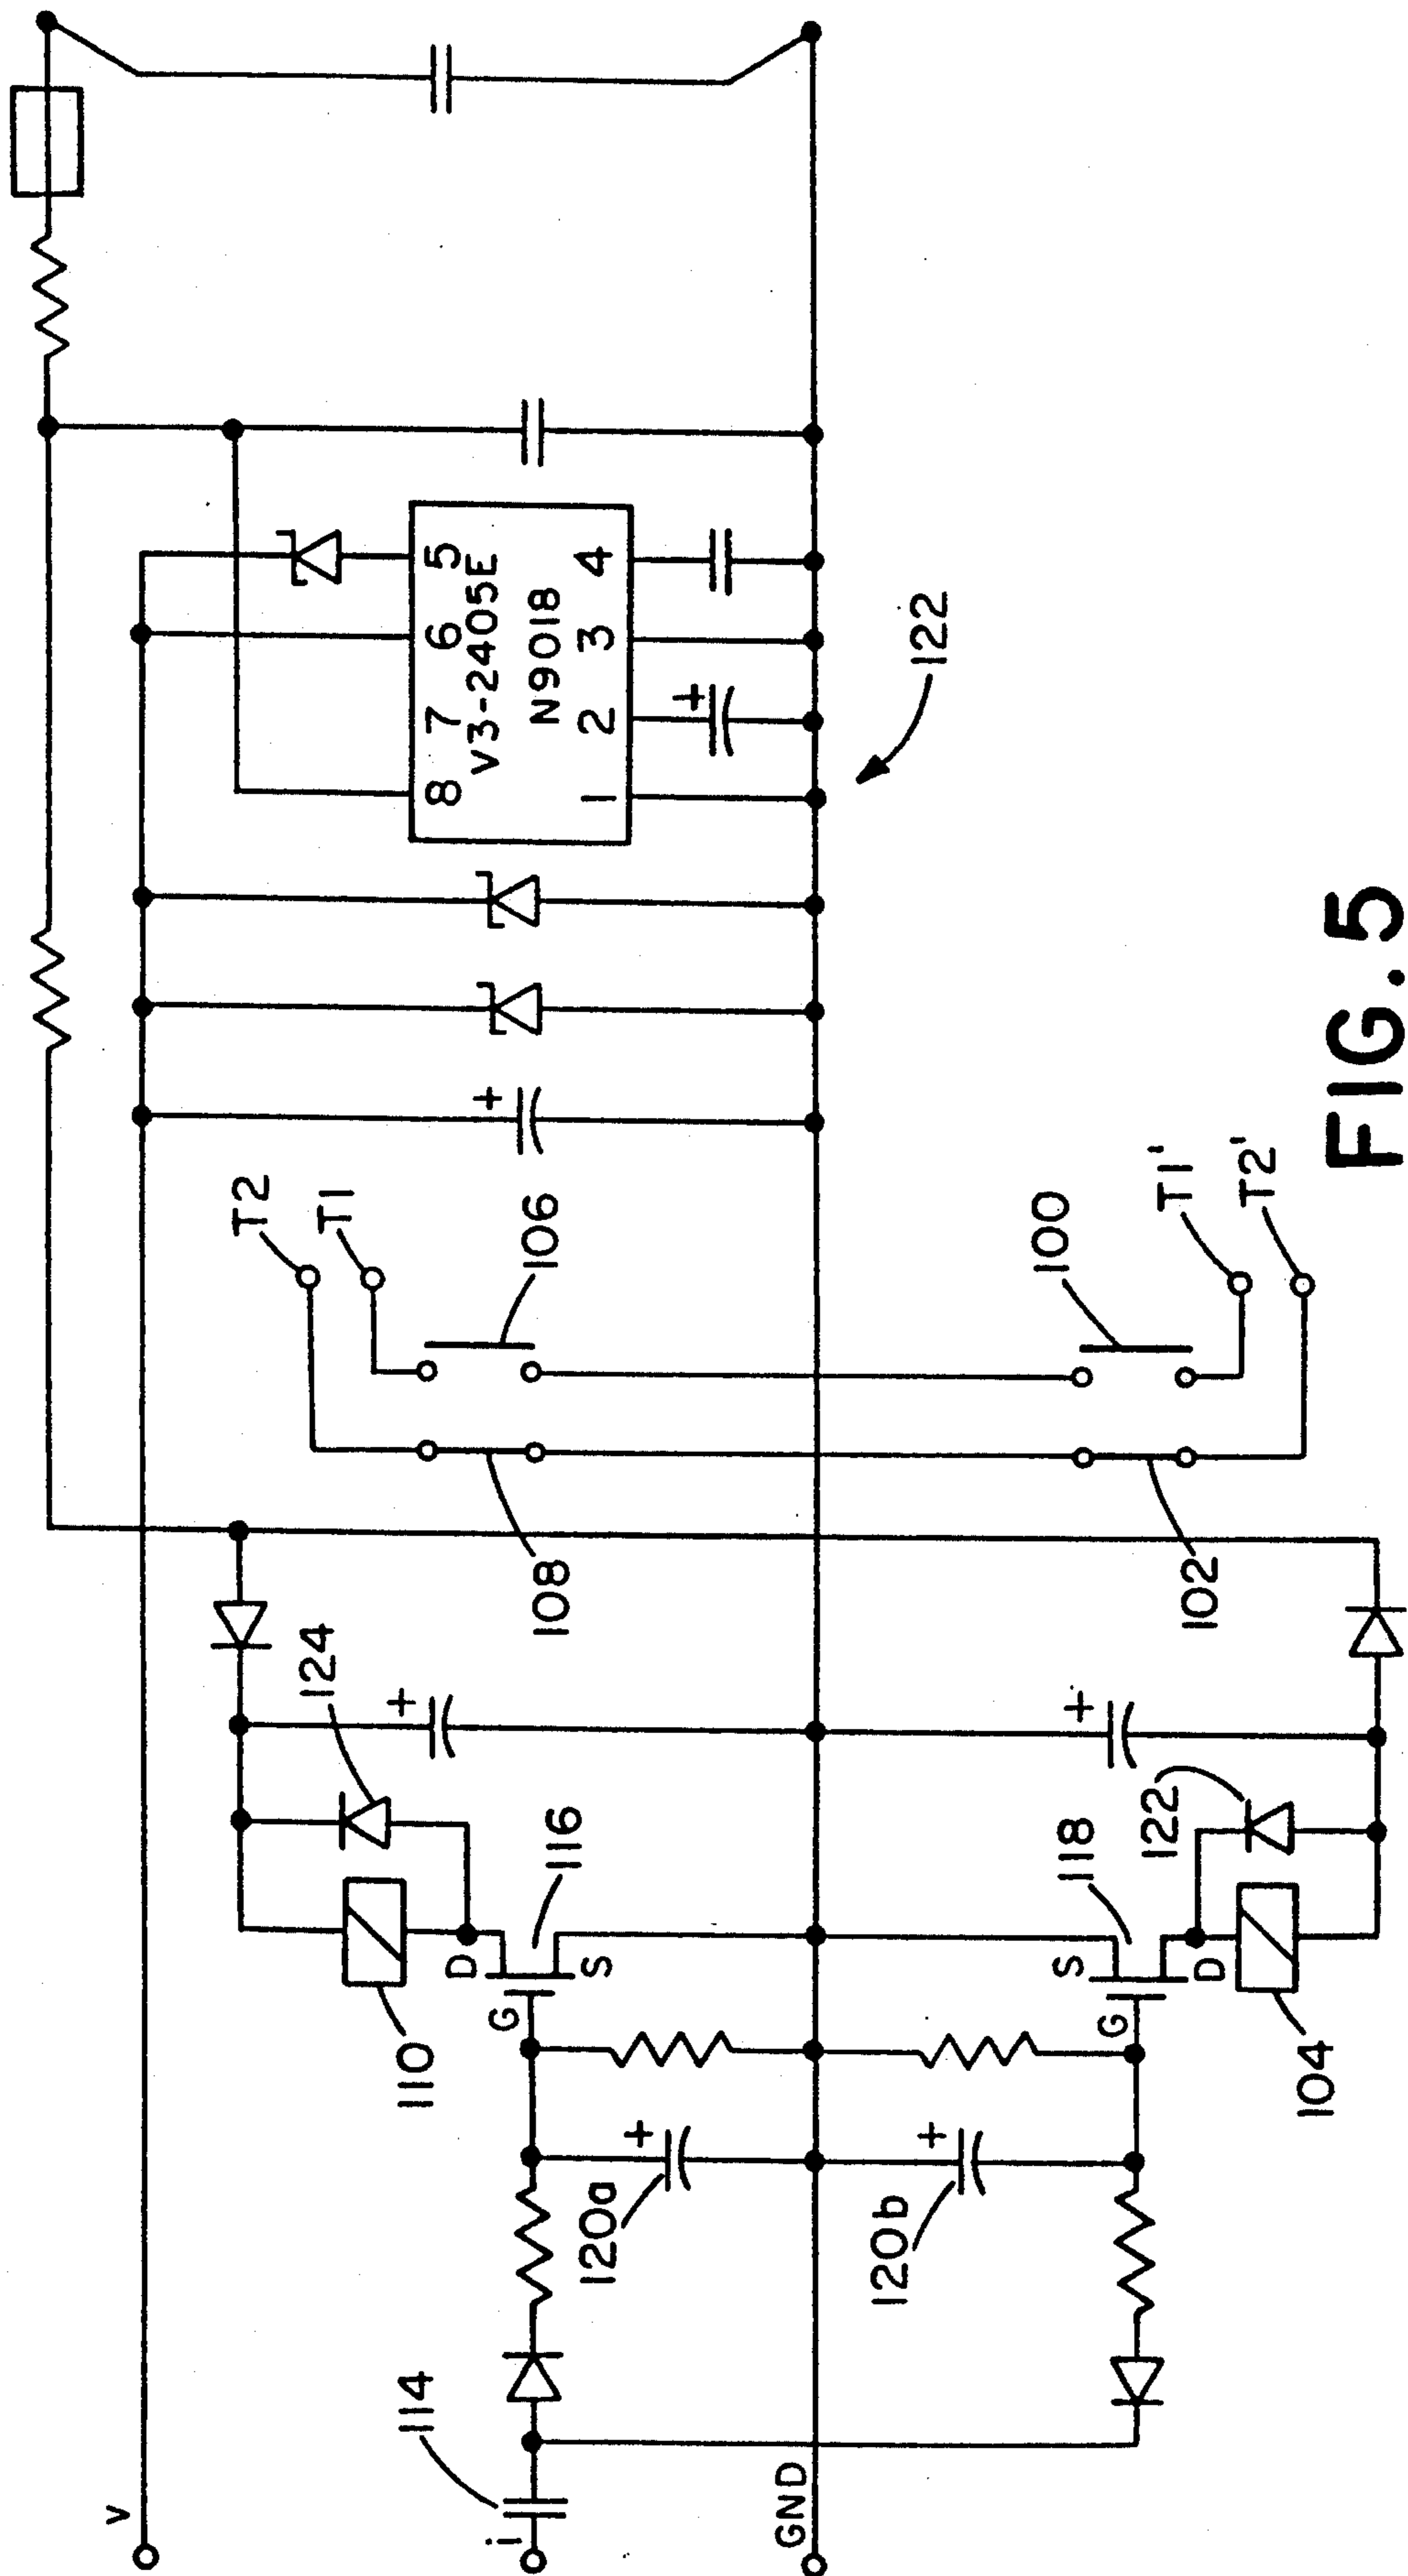 V
i
GND
114
120a
120b
G
D
S
110
116
124
G
S
D
118
122
104
108
102
T2
T1
106
100
T1'
T2'
8 7 6 5
V3-2405E
N9018
1 2 3 4
+
+
+
+
+
+
122
FIG. 5